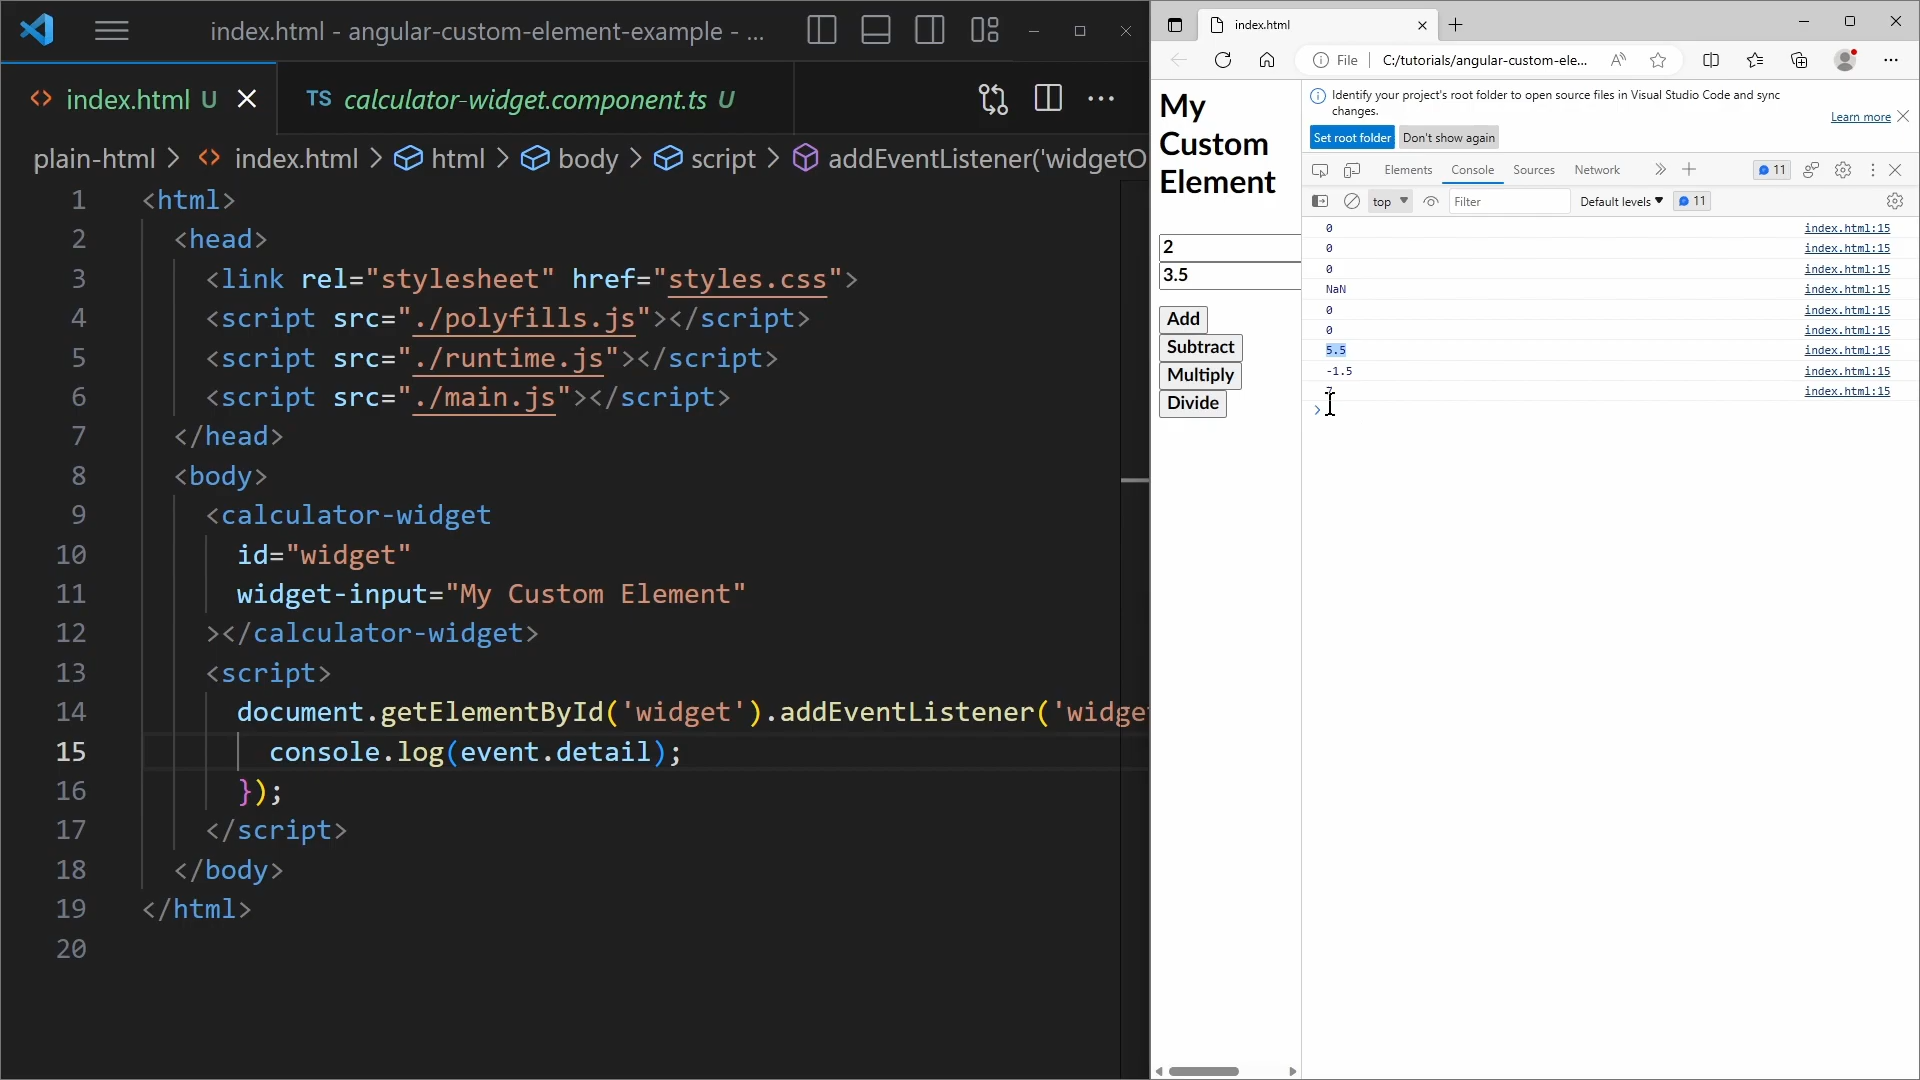 index.html - angular-custom-element-example - ...
index.html U
TS calculator-widget.component.ts U
plain-html > index.html > html > body > script > addEventListener('widgetO
1 <html>
2 <head>
3 <link rel="stylesheet" href="styles.css">
4 <script src="./polyfills.js"></script>
5 <script src="./runtime.js"></script>
6 <script src="./main.js"></script>
7 </head>
8 <body>
9 <calculator-widget
10 id="widget"
11 widget-input="My Custom Element"
12 ></calculator-widget>
13 <script>
14 document.getElementById('widget').addEventListener('widge
15 console.log(event.detail);
16 });
17 </script>
18 </body>
19 </html>
20
index.html
File C:/tutorials/angular-custom-ele...
My
Custom
Element
2
3.5
Add
Subtract
Multiply
Divide
Identify your project's root folder to open source files in Visual Studio Code and sync
changes.
Learn more
Set root folder Don't show again
Elements Console Sources Network 11
top Filter Default levels 11
0 index.html:15
0 index.html:15
0 index.html:15
NaN index.html:15
0 index.html:15
0 index.html:15
5.5 index.html:15
-1.5 index.html:15
7 index.html:15
>